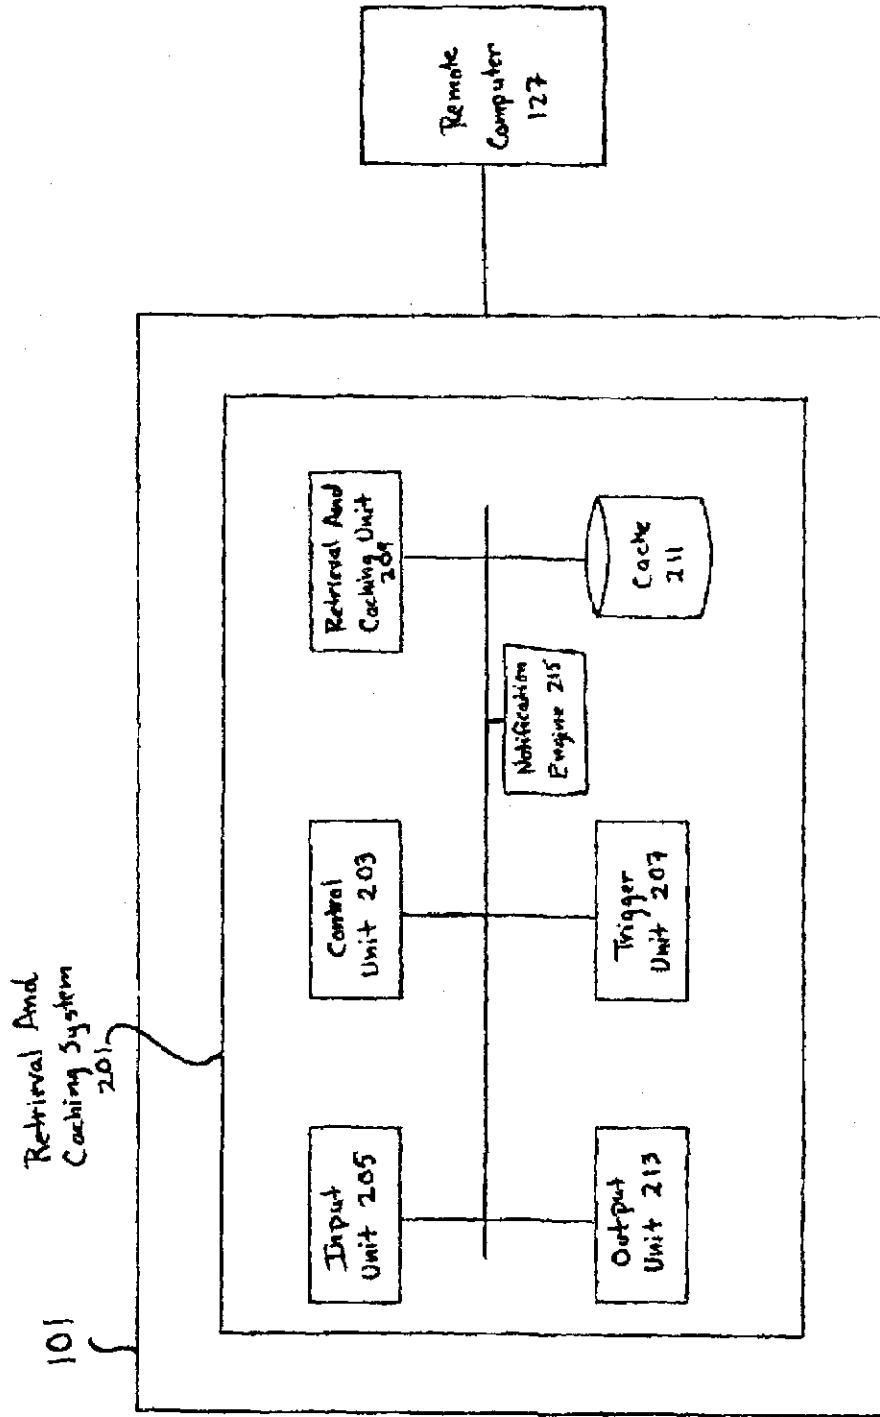 101
Retrieval And
Caching System
201
Input
Unit 205
Control
Unit 203
Retrieval And
Caching Unit
209
Notification
Engine 215
Output
Unit 213
Trigger
Unit 207
Cache
211
Remote
Computer
127